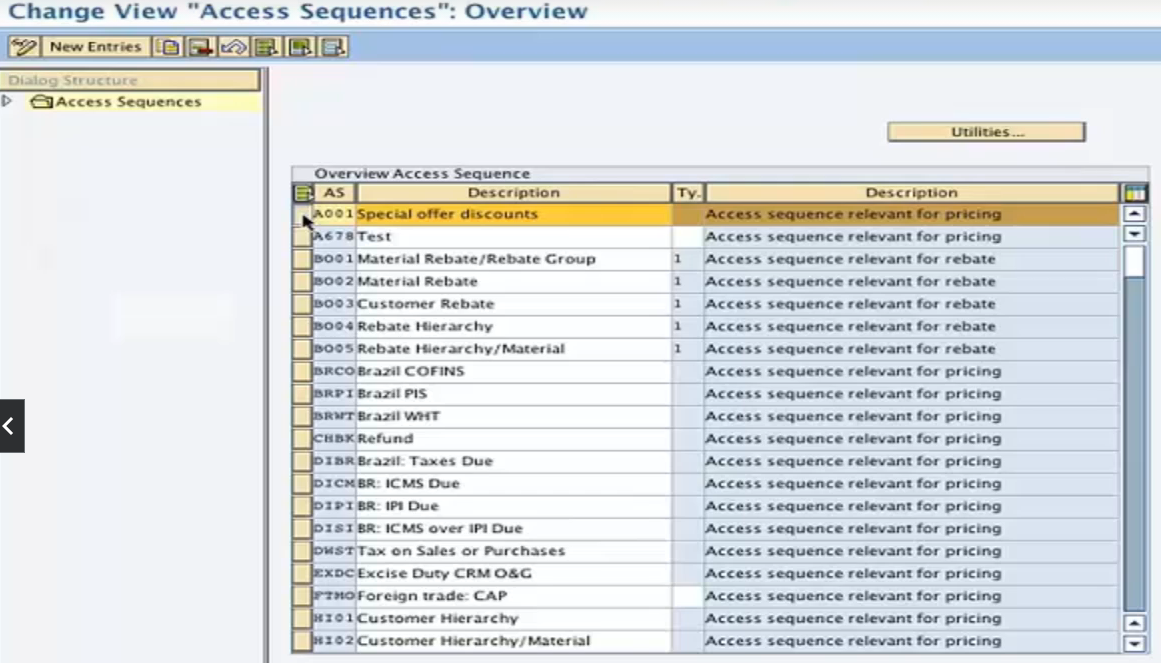 Change View "Access Sequences": Overview
New Entries
Dialog Structure
Access Sequences
Utilities...
Overview Access Sequence
AS Description Ty. Description
A001 Special offer discounts Access sequence relevant for pricing
A678 Test Access sequence relevant for pricing
BO01 Material Rebate/Rebate Group 1 Access sequence relevant for rebate
BO02 Material Rebate 1 Access sequence relevant for rebate
BO03 Customer Rebate 1 Access sequence relevant for rebate
BO04 Rebate Hierarchy 1 Access sequence relevant for rebate
BO05 Rebate Hierarchy/Material 1 Access sequence relevant for rebate
BRCO Brazil COFINS Access sequence relevant for pricing
BRPI Brazil PIS Access sequence relevant for pricing
BRWT Brazil WHT Access sequence relevant for pricing
CHBK Refund Access sequence relevant for pricing
DIBR Brazil: Taxes Due Access sequence relevant for pricing
DICM BR: ICMS Due Access sequence relevant for pricing
DIPI BR: IPI Due Access sequence relevant for pricing
DISI BR: ICMS over IPI Due Access sequence relevant for pricing
DWST Tax on Sales or Purchases Access sequence relevant for pricing
EXDC Excise Duty CRM O&G Access sequence relevant for pricing
FTMO Foreign trade: CAP Access sequence relevant for pricing
HI01 Customer Hierarchy Access sequence relevant for pricing
HI02 Customer Hierarchy/Material Access sequence relevant for pricing